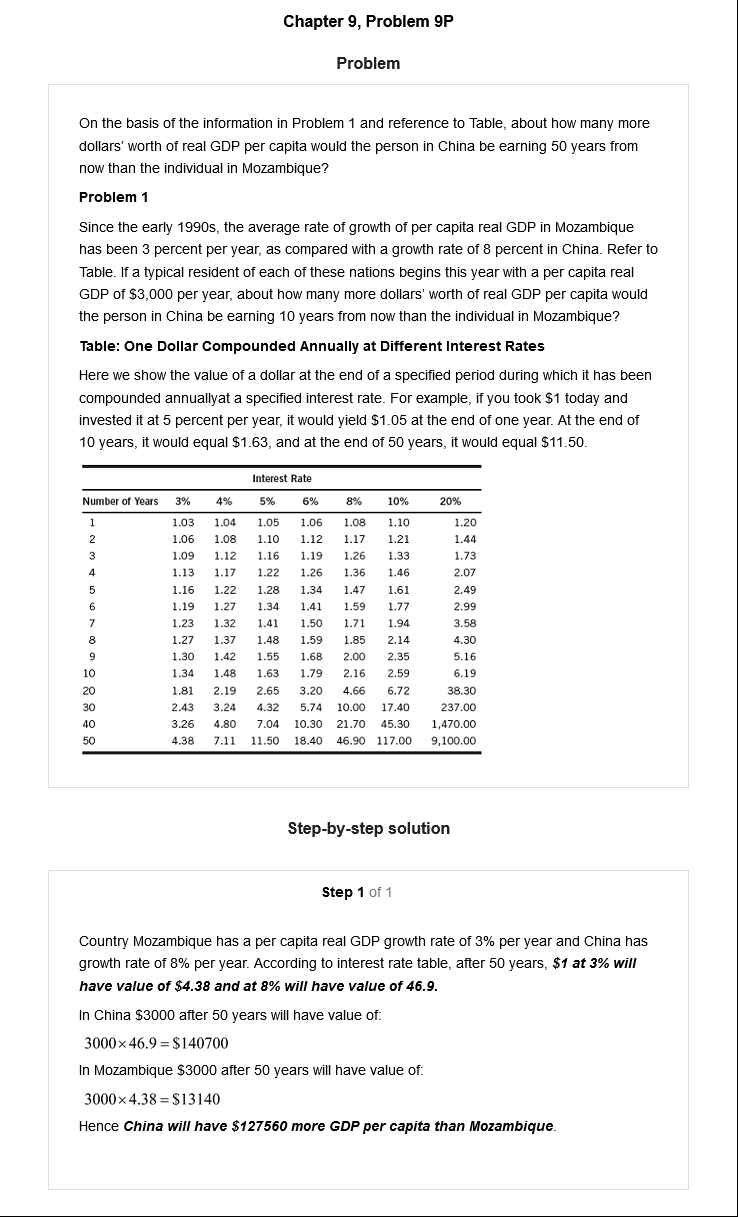 Chapter 9, Problem 9P
Problem
On the basis of the information in Problem 1 and reference to Table, about how many more
dollars' worth of real GDP per capita would the person in China be earning 50 years from
now than the individual in Mozambique?
Problem 1
Since the early 1990s, the average rate of growth of per capita real GDP in Mozambique
has been 3 percent per year, as compared with a growth rate of 8 percent in China. Refer to
Table. If a typical resident of each of these nations begins this year with a per capita real
GDP of $3,000 per year, about how many more dollars' worth of real GDP per capita would
the person in China be earning 10 years from now than the individual in Mozambique?
Table: One Dollar Compounded Annually at Different Interest Rates
Here we show the value of a dollar at the end of a specified period during which it has been
compounded annuallyat a specified interest rate. For example, if you took $1 today and
invested it at 5 percent per year, it would yield $1.05 at the end of one year. At the end of
10 years, it would equal $1.63, and at the end of 50 years, it would equal $11.50.
Interest Rate
Number of Years 3% 4% 5% 6% 8% 10% 20%
1 1.03 1.04 1.05 1.06 1.08 1.10 1.20
2 1.06 1.08 1.10 1.12 1.17 1.21 1.44
3 1.09 1.12 1.16 1.19 1.26 1.33 1.73
4 1.13 1.17 1.22 1.26 1.36 1.46 2.07
5 1.16 1.22 1.28 1.34 1.47 1.61 2.49
6 1.19 1.27 1.34 1.41 1.59 1.77 2.99
7 1.23 1.32 1.41 1.50 1.71 1.94 3.58
8 1.27 1.37 1.48 1.59 1.85 2.14 4.30
9 1.30 1.42 1.55 1.68 2.00 2.35 5.16
10 1.34 1.48 1.63 1.79 2.16 2.59 6.19
20 1.81 2.19 2.65 3.20 4.66 6.72 38.30
30 2.43 3.24 4.32 5.74 10.00 17.40 237.00
40 3.26 4.80 7.04 10.30 21.70 45.30 1,470.00
50 4.38 7.11 11.50 18.40 46.90 117.00 9,100.00
Step-by-step solution
Step 1 of 1
Country Mozambique has a per capita real GDP growth rate of 3% per year and China has
growth rate of 8% per year. According to interest rate table, after 50 years, $1 at 3% will
have value of $4.38 and at 8% will have value of 46.9.
In China $3000 after 50 years will have value of:
3000×46.9 = $140700
In Mozambique $3000 after 50 years will have value of:
3000×4.38 = $13140
Hence China will have $127560 more GDP per capita than Mozambique.